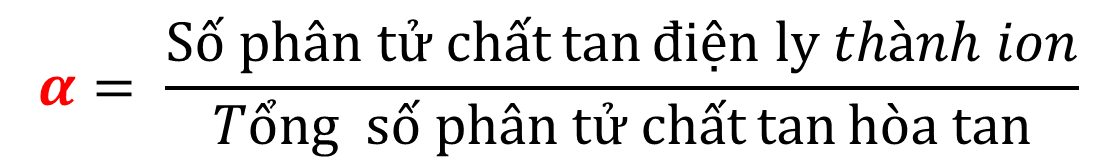 Số phân tử chất tan điện ly thành ion
α =
Tổng số phân tử chất tan hòa tan